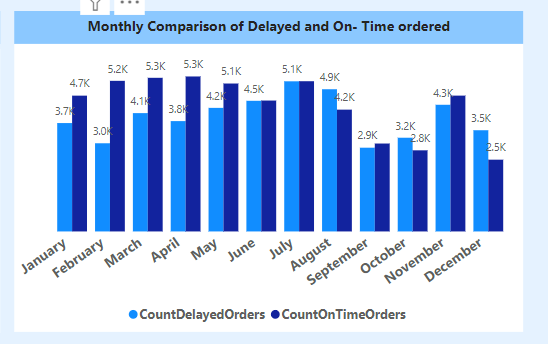 Monthly Comparison of Delayed and On- Time ordered
3.7K 4.7K 3.0K 5.2K 4.1K 5.3K 3.8K 5.3K 4.2K 5.1K 4.5K 5.1K 4.9K 4.2K 2.9K 3.2K 2.8K 4.3K 3.5K 2.5K
January February March April May June July August September October November December
CountDelayedOrders CountOnTimeOrders